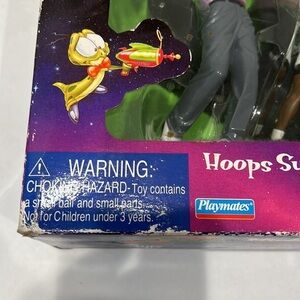 WARNING:
CHOKING HAZARD-Toy contains
a small ball and small parts.
Not for Children under 3 years.
Hoops Su
Playmates